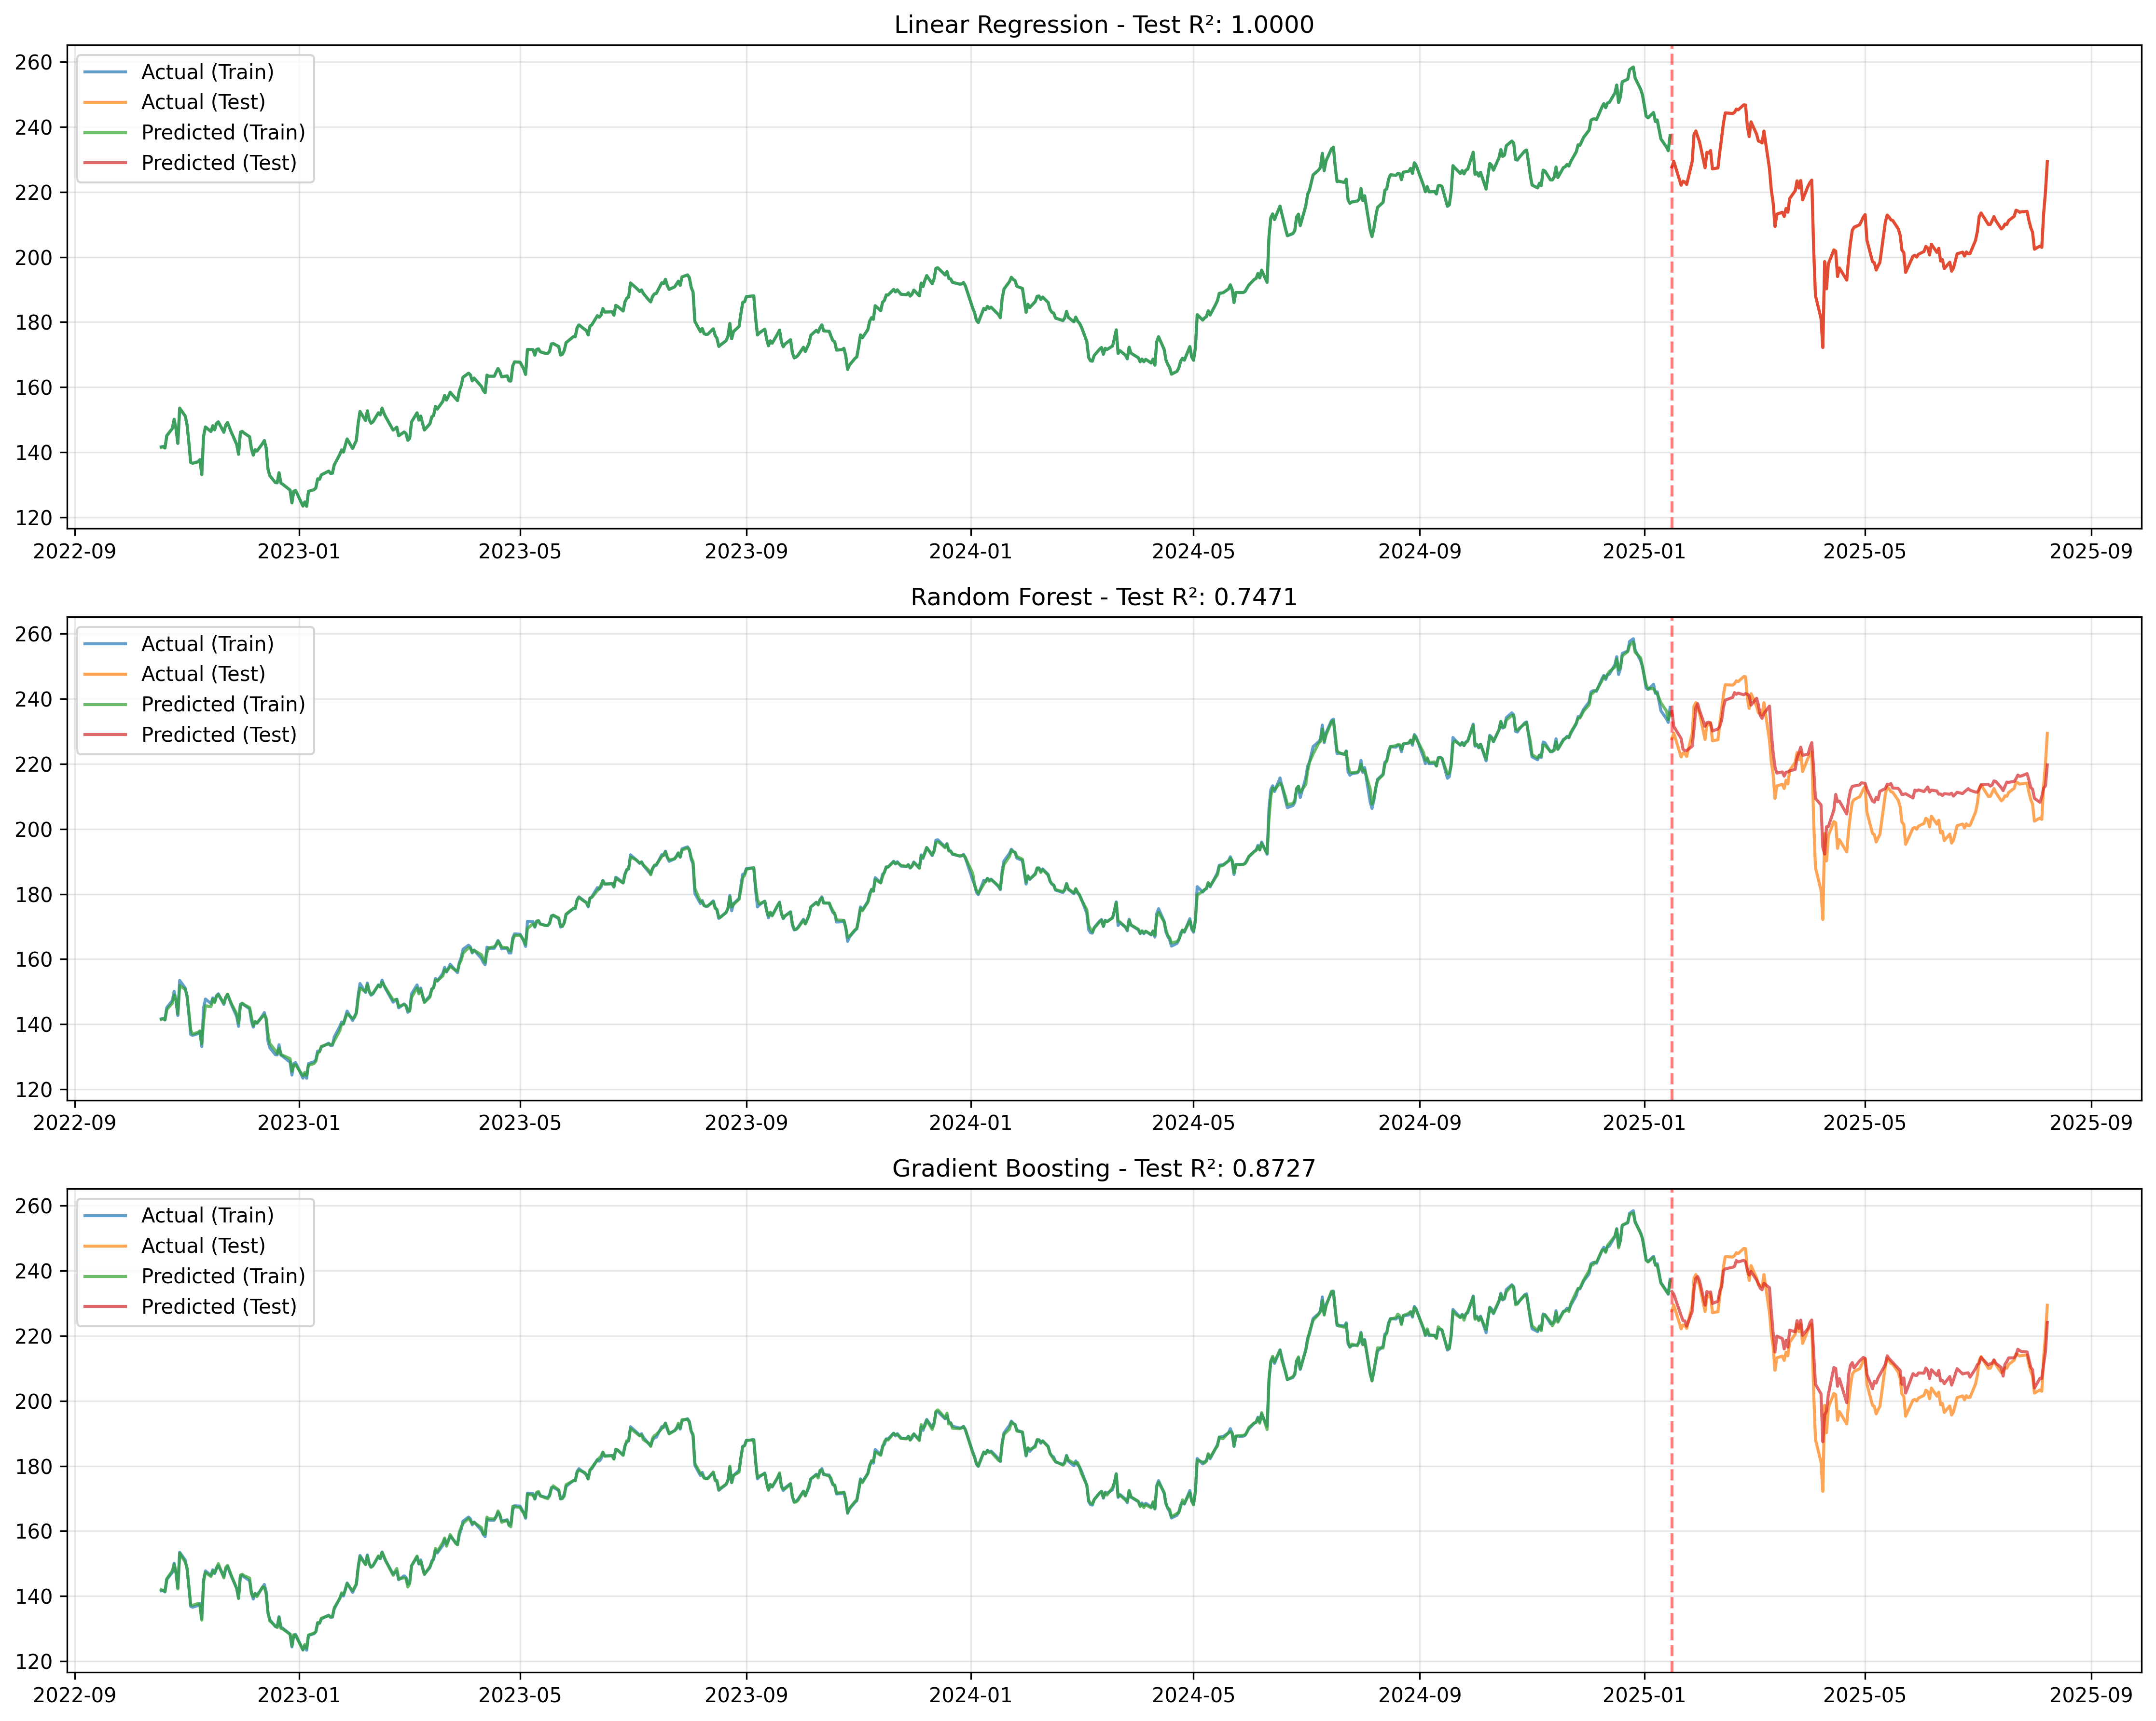 Linear Regression - Test R²: 1.0000
260
240
220
200
180
160
140
120
Actual (Train)
Actual (Test)
Predicted (Train)
Predicted (Test)
2022-09 2023-01 2023-05 2023-09 2024-01 2024-05 2024-09 2025-01 2025-05 2025-09
Random Forest - Test R²: 0.7471
260
240
220
200
180
160
140
120
Actual (Train)
Actual (Test)
Predicted (Train)
Predicted (Test)
2022-09 2023-01 2023-05 2023-09 2024-01 2024-05 2024-09 2025-01 2025-05 2025-09
Gradient Boosting - Test R²: 0.8727
260
240
220
200
180
160
140
120
Actual (Train)
Actual (Test)
Predicted (Train)
Predicted (Test)
2022-09 2023-01 2023-05 2023-09 2024-01 2024-05 2024-09 2025-01 2025-05 2025-09